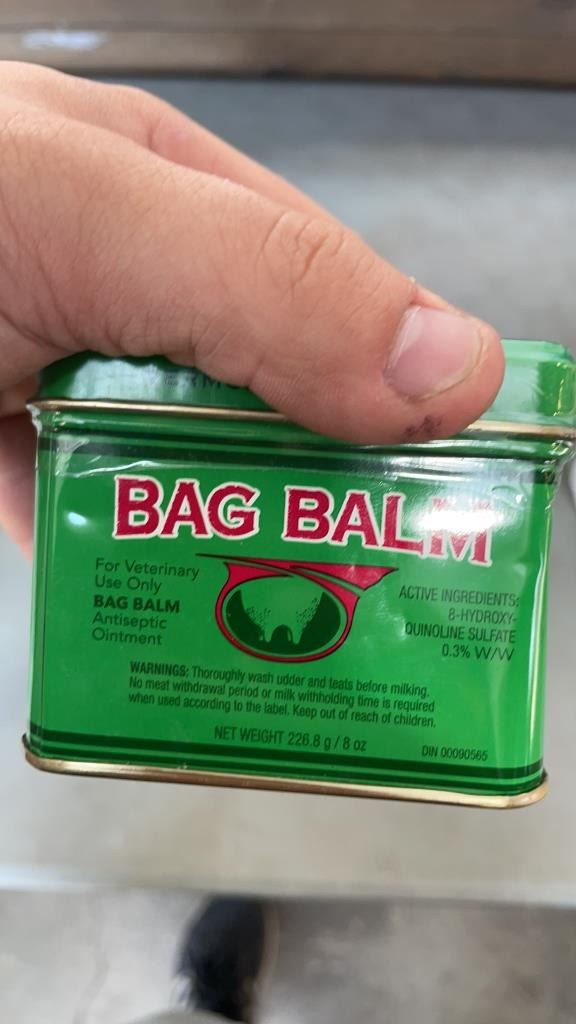 BAG BALM
For Veterinary
Use Only
BAG BALM
Antiseptic
Ointment
ACTIVE INGREDIENTS:
8-HYDROXY-
QUINOLINE SULFATE
0.3% W/W
WARNINGS: Thoroughly wash udder and teats before milking.
No meat withdrawal period or milk withholding time is required
when used according to the label. Keep out of reach of children.
NET WEIGHT 226.8 g / 8 oz
DIN 00090565